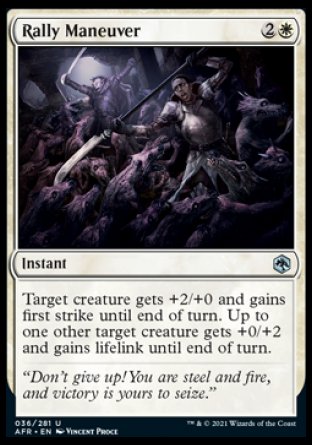 Rally Maneuver 2
Instant
Target creature gets +2/+0 and gains
first strike until end of turn. Up to
one other target creature gets +0/+2
and gains lifelink until end of turn.
“Don’t give up! You are steel and fire,
and victory is yours to seize.”
036/281 U
AFR • EN VINCENT PROCE ™ & © 2021 Wizards of the Coast